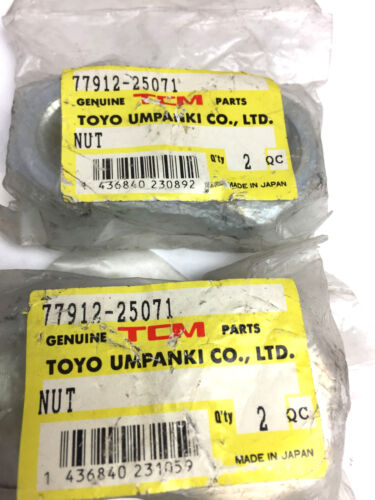 77912-25071
GENUINE TCM PARTS
TOYO UMPANKI CO., LTD.
NUT
Q'ty 2 QC
1 436840 230892
MADE IN JAPAN
77912-25071
GENUINE TCM PARTS
TOYO UMPANKI CO., LTD.
NUT
Q'ty 2 QC
1 436840 231059
MADE IN JAPAN